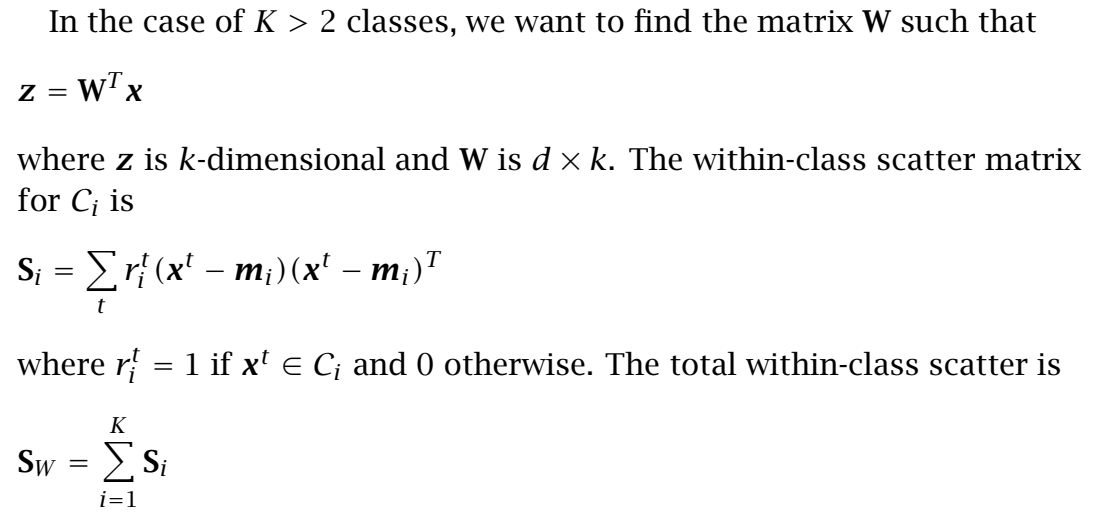 In the case of K > 2 classes, we want to find the matrix W such that
z = W^T x
where z is k-dimensional and W is d × k. The within-class scatter matrix
for C_i is
S_i = ∑_t r_i^t (x^t − m_i)(x^t − m_i)^T
where r_i^t = 1 if x^t ∈ C_i and 0 otherwise. The total within-class scatter is
S_W = ∑_{i=1}^K S_i